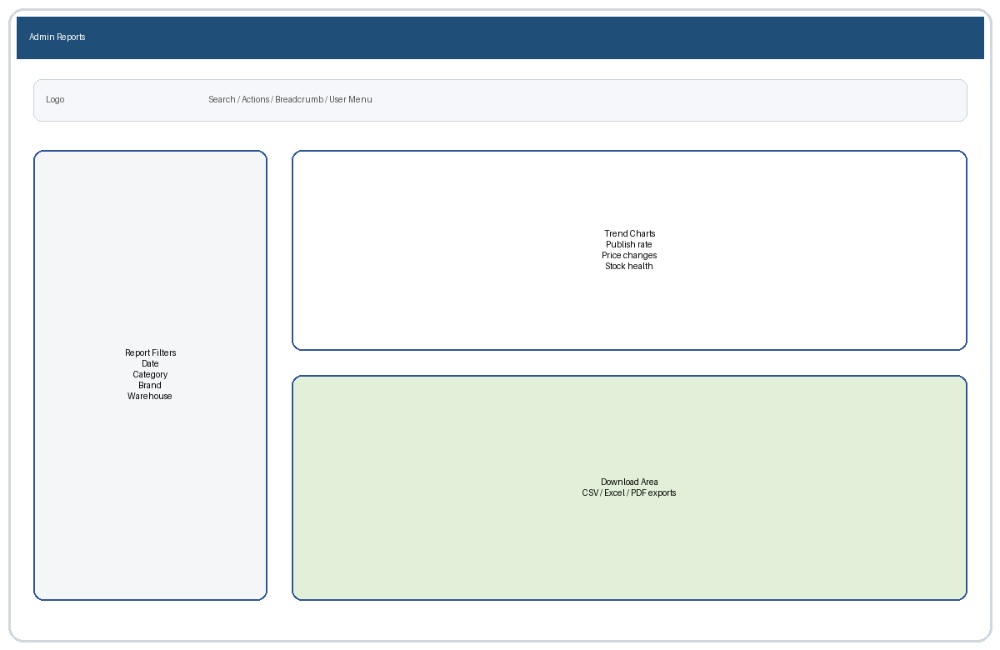 Admin Reports
Logo
Search / Actions / Breadcrumb / User Menu
Report Filters
Date
Category
Brand
Warehouse
Trend Charts
Publish rate
Price changes
Stock health
Download Area
CSV / Excel / PDF exports